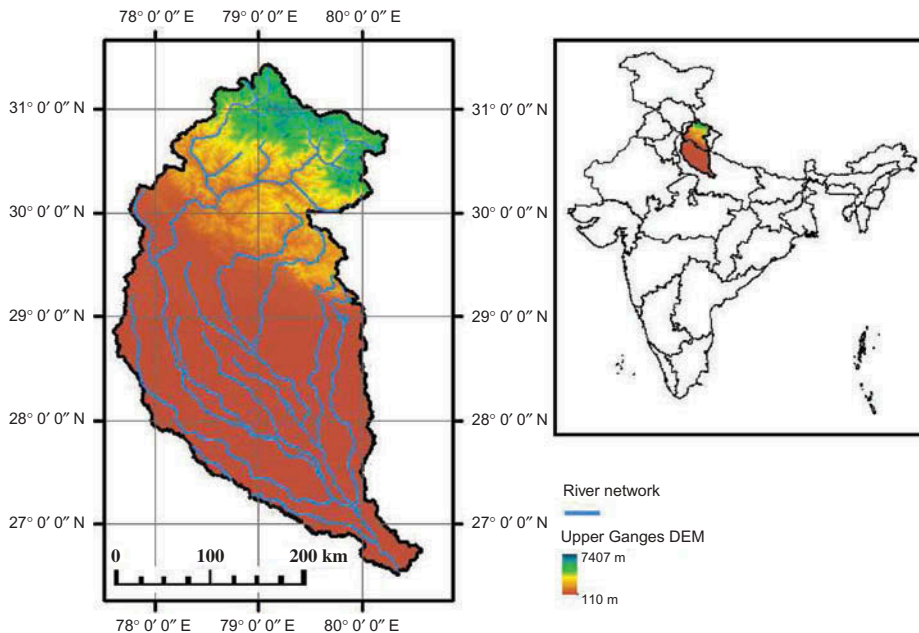 78° 0′ 0″ E 79° 0′ 0″ E 80° 0′ 0″ E
31° 0′ 0″ N
31° 0′ 0″ N
30° 0′ 0″ N
30° 0′ 0″ N
29° 0′ 0″ N
29° 0′ 0″ N
28° 0′ 0″ N
28° 0′ 0″ N
27° 0′ 0″ N
27° 0′ 0″ N
0 100 200 km
78° 0′ 0″ E 79° 0′ 0″ E 80° 0′ 0″ E
River network
Upper Ganges DEM
7407 m
110 m